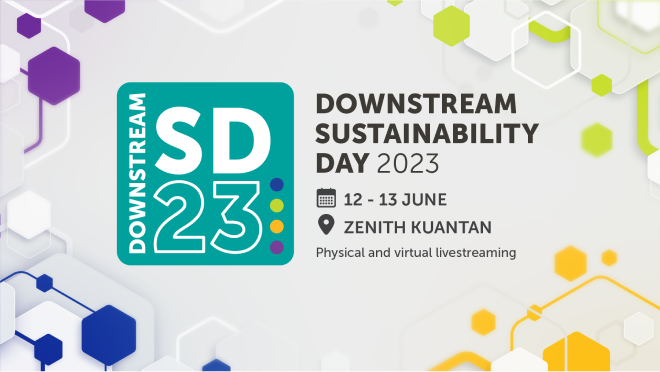 DOWNSTREAM
SD
23
DOWNSTREAM
SUSTAINABILITY
DAY 2023
12 - 13 JUNE
ZENITH KUANTAN
Physical and virtual livestreaming